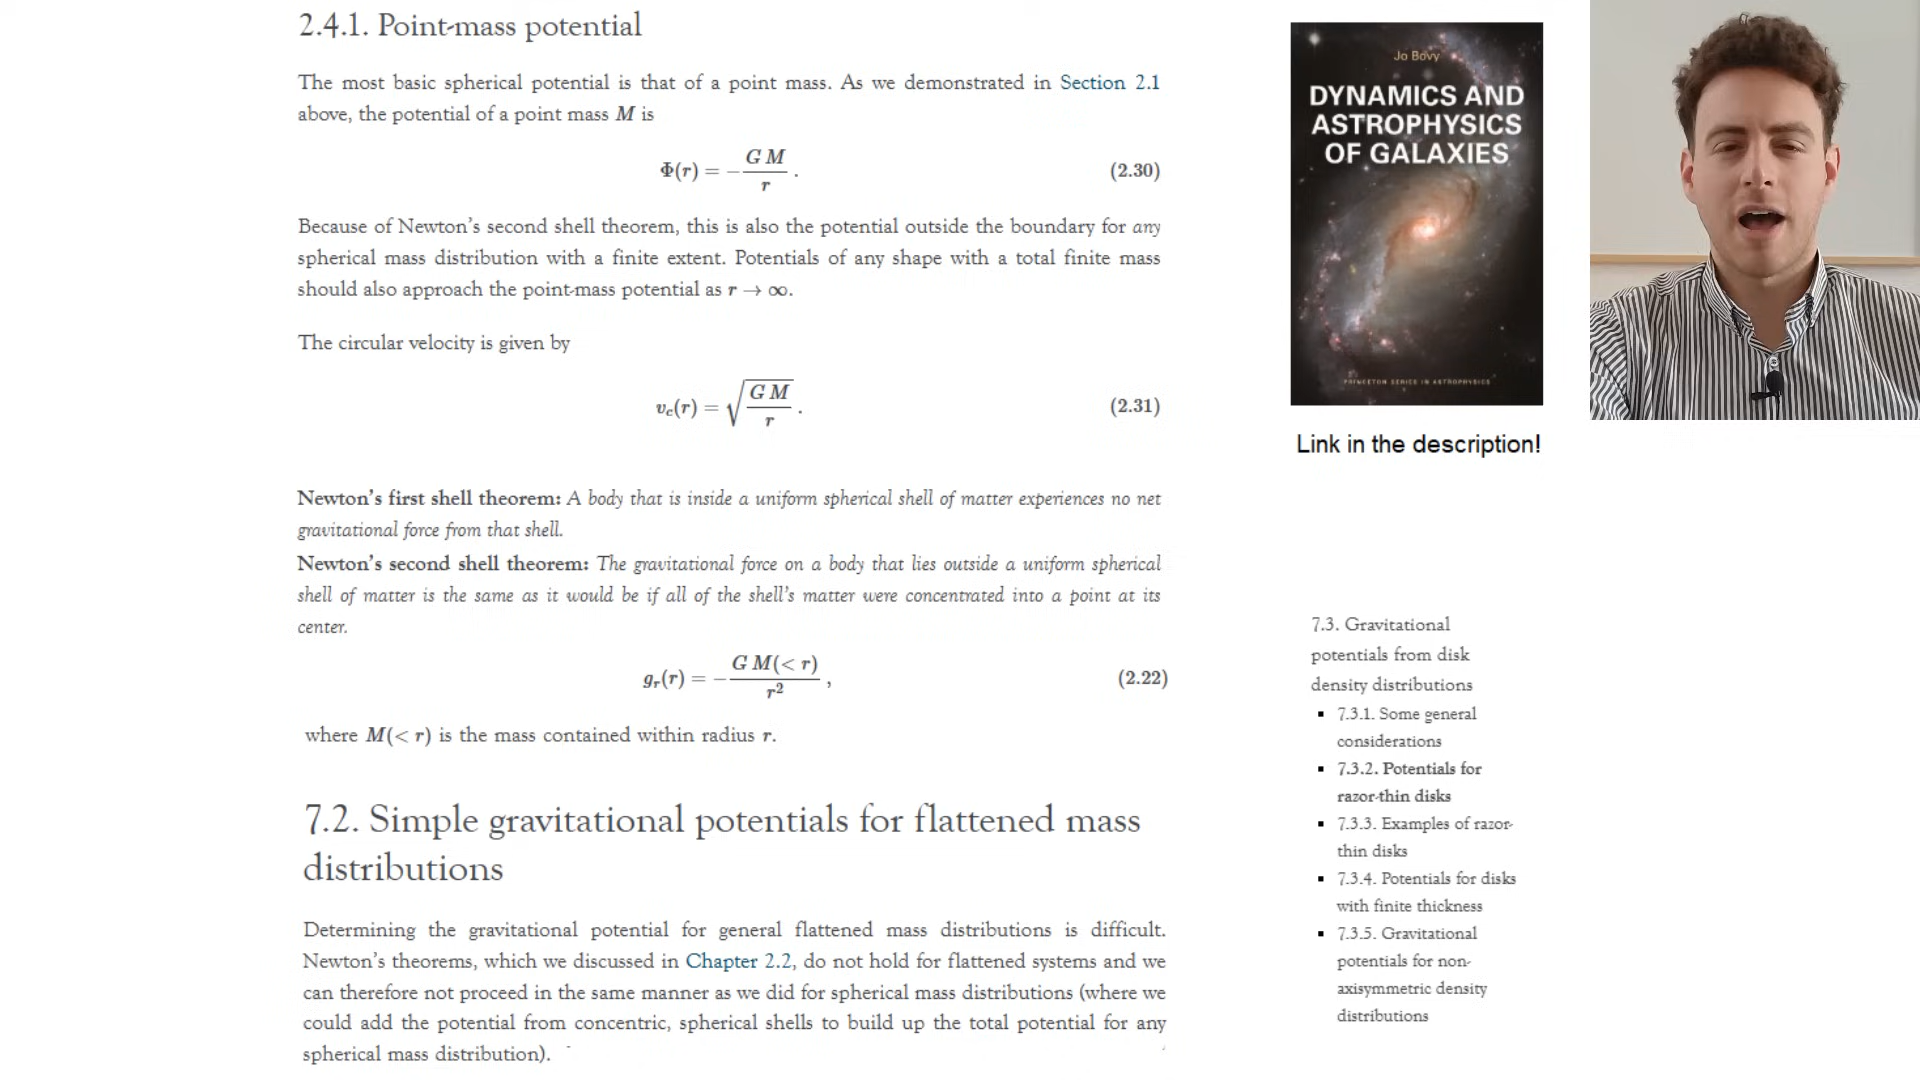 2.4.1. Point-mass potential
The most basic spherical potential is that of a point mass. As we demonstrated in Section 2.1
above, the potential of a point mass M is
Φ(r) = − G M / r . (2.30)
Because of Newton's second shell theorem, this is also the potential outside the boundary for any
spherical mass distribution with a finite extent. Potentials of any shape with a total finite mass
should also approach the point-mass potential as r → ∞.
The circular velocity is given by
v_c(r) = √(G M / r) . (2.31)
Newton's first shell theorem: A body that is inside a uniform spherical shell of matter experiences no net
gravitational force from that shell.
Newton's second shell theorem: The gravitational force on a body that lies outside a uniform spherical
shell of matter is the same as it would be if all of the shell's matter were concentrated into a point at its
center.
g_r(r) = − G M(< r) / r² , (2.22)
where M(< r) is the mass contained within radius r.
7.2. Simple gravitational potentials for flattened mass
distributions
Determining the gravitational potential for general flattened mass distributions is difficult.
Newton's theorems, which we discussed in Chapter 2.2, do not hold for flattened systems and we
can therefore not proceed in the same manner as we did for spherical mass distributions (where we
could add the potential from concentric, spherical shells to build up the total potential for any
spherical mass distribution).
Jo Bovy
DYNAMICS AND
ASTROPHYSICS
OF GALAXIES
PRINCETON SERIES IN ASTROPHYSICS
Link in the description!
7.3. Gravitational
potentials from disk
density distributions
▪ 7.3.1. Some general
considerations
▪ 7.3.2. Potentials for
razor-thin disks
▪ 7.3.3. Examples of razor-
thin disks
▪ 7.3.4. Potentials for disks
with finite thickness
▪ 7.3.5. Gravitational
potentials for non-
axisymmetric density
distributions